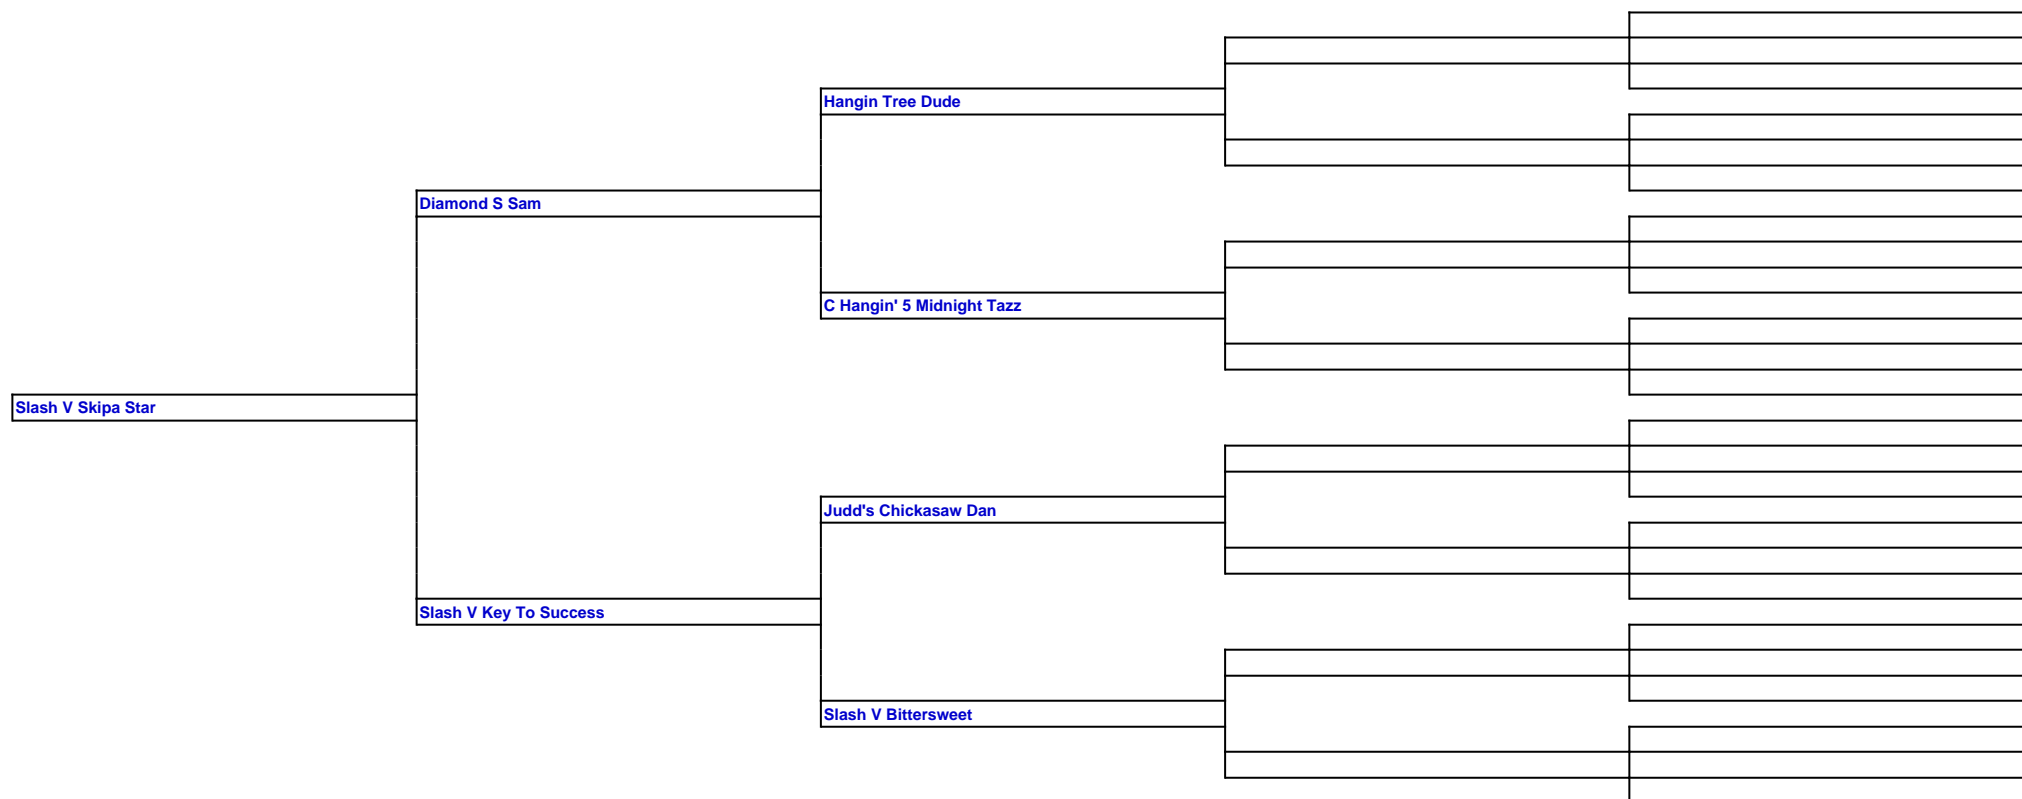 Hangin Tree Dude
Diamond S Sam
C Hangin' 5 Midnight Tazz
Slash V Skipa Star
Judd's Chickasaw Dan
Slash V Key To Success
Slash V Bittersweet